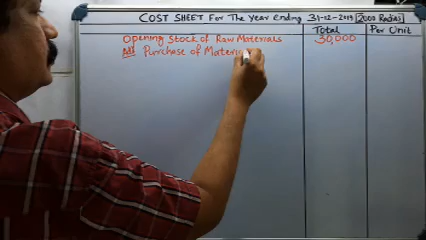 COST SHEET For The Year Ending 31-12-2019 2000 Radios
Total Per Unit
Opening Stock of Raw Materials 30,000
Add Purchase of Materi